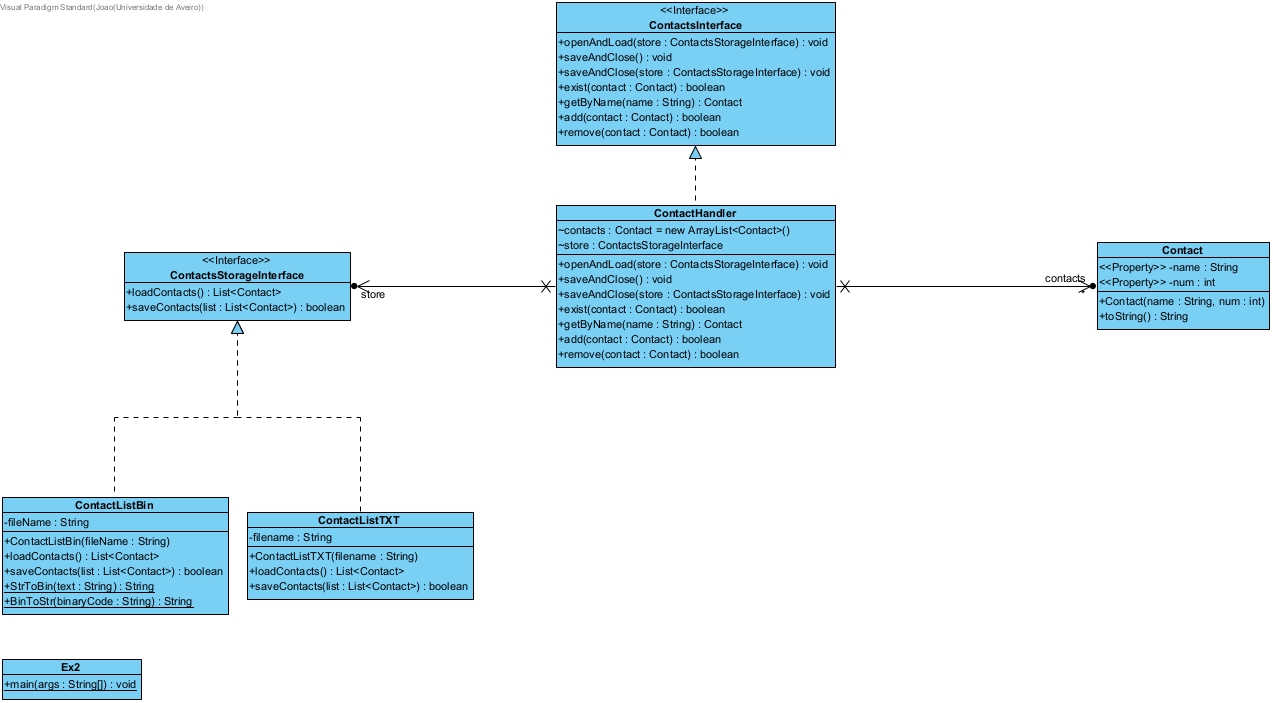 Visual Paradigm Standard(Joao(Universidade de Aveiro))
<<Interface>>
ContactsInterface
+openAndLoad(store : ContactsStorageInterface) : void
+saveAndClose() : void
+saveAndClose(store : ContactsStorageInterface) : void
+exist(contact : Contact) : boolean
+getByName(name : String) : Contact
+add(contact : Contact) : boolean
+remove(contact : Contact) : boolean
ContactHandler
~contacts : Contact = new ArrayList<Contact>()
~store : ContactsStorageInterface
+openAndLoad(store : ContactsStorageInterface) : void
+saveAndClose() : void
+saveAndClose(store : ContactsStorageInterface) : void
+exist(contact : Contact) : boolean
+getByName(name : String) : Contact
+add(contact : Contact) : boolean
+remove(contact : Contact) : boolean
<<Interface>>
ContactsStorageInterface
+loadContacts() : List<Contact>
+saveContacts(list : List<Contact>) : boolean
store
contacts
*
Contact
<<Property>> -name : String
<<Property>> -num : int
+Contact(name : String, num : int)
+toString() : String
ContactListBin
-fileName : String
+ContactListBin(fileName : String)
+loadContacts() : List<Contact>
+saveContacts(list : List<Contact>) : boolean
+StrToBin(text : String) : String
+BinToStr(binaryCode : String) : String
ContactListTXT
-filename : String
+ContactListTXT(filename : String)
+loadContacts() : List<Contact>
+saveContacts(list : List<Contact>) : boolean
Ex2
+main(args : String[]) : void